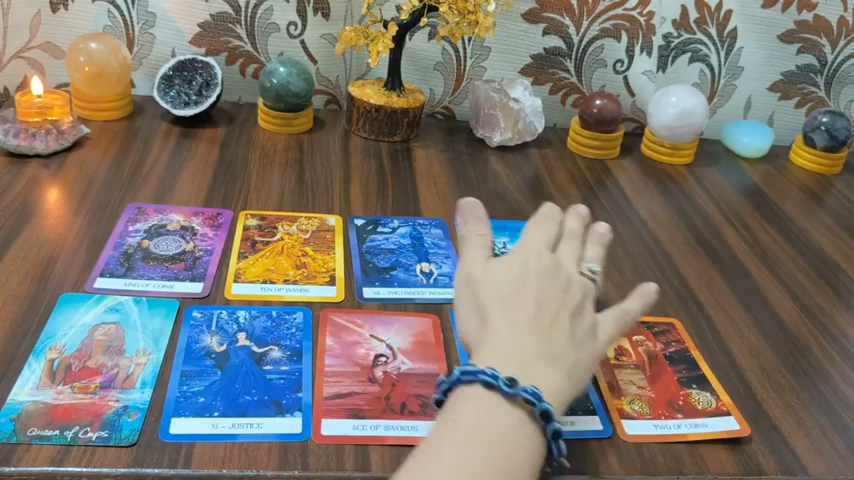 KING OF COINS
TEN OF WANDS
XII — THE HANGED WOMAN
Queen of Cups
XI — JUSTICE
ACE OF SWORDS
TWO OF COINS